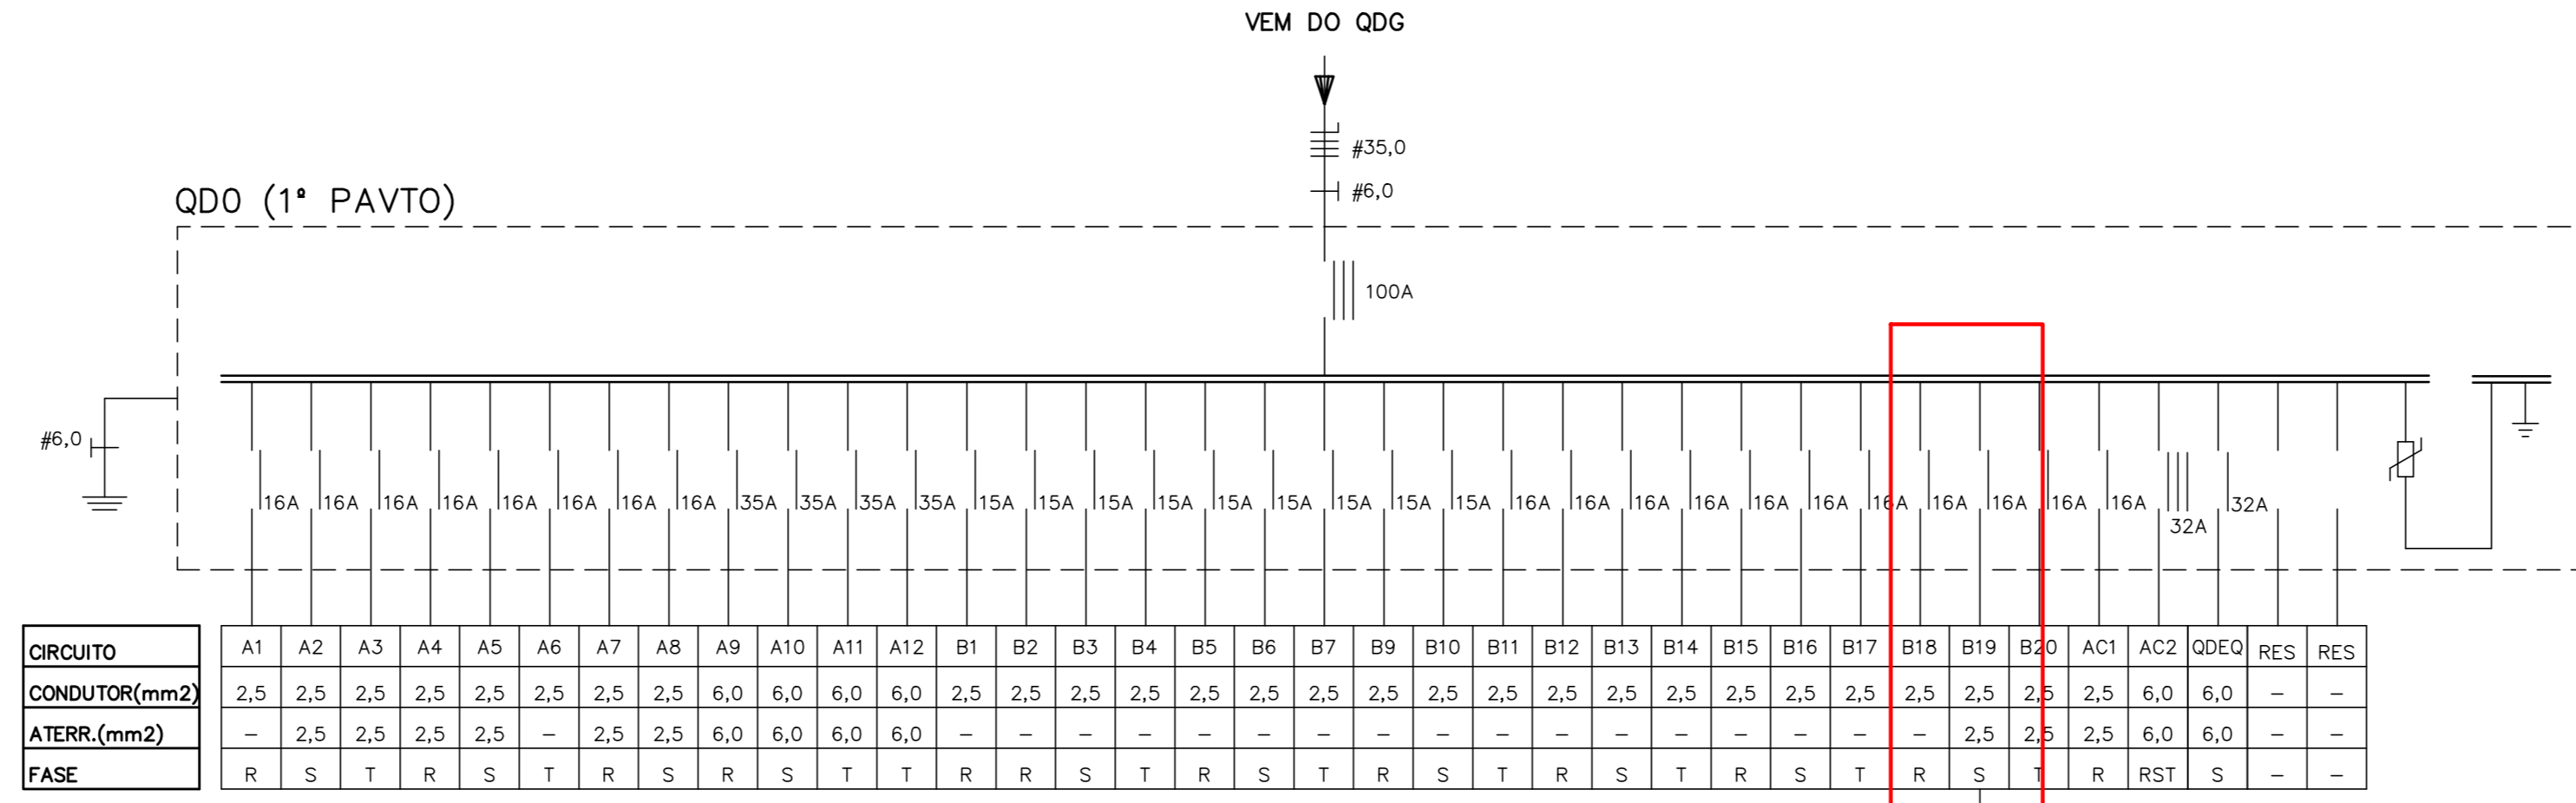 VEM DO QDG
#35,0
#6,0
QD0 (1º PAVTO)
100A
#6,0
16A 16A 16A 16A 16A 16A 16A 16A 35A 35A 35A 35A 15A 15A 15A 15A 15A 15A 15A 15A 15A 16A 16A 16A 16A 16A 16A 16A 16A 16A 16A 16A 32A
32A
CIRCUITO A1 A2 A3 A4 A5 A6 A7 A8 A9 A10 A11 A12 B1 B2 B3 B4 B5 B6 B7 B9 B10 B11 B12 B13 B14 B15 B16 B17 B18 B19 B20 AC1 AC2 QDEQ RES RES
CONDUTOR(mm2) 2,5 2,5 2,5 2,5 2,5 2,5 2,5 2,5 6,0 6,0 6,0 6,0 2,5 2,5 2,5 2,5 2,5 2,5 2,5 2,5 2,5 2,5 2,5 2,5 2,5 2,5 2,5 2,5 2,5 2,5 2,5 2,5 6,0 6,0 – –
ATERR.(mm2) – 2,5 2,5 2,5 2,5 – 2,5 2,5 6,0 6,0 6,0 6,0 – – – – – – – – – – – – – – – – – 2,5 2,5 2,5 6,0 6,0 – –
FASE R S T R S T R S R S T T R R S T R S T R S T R S T R S T R S T R RST S – –